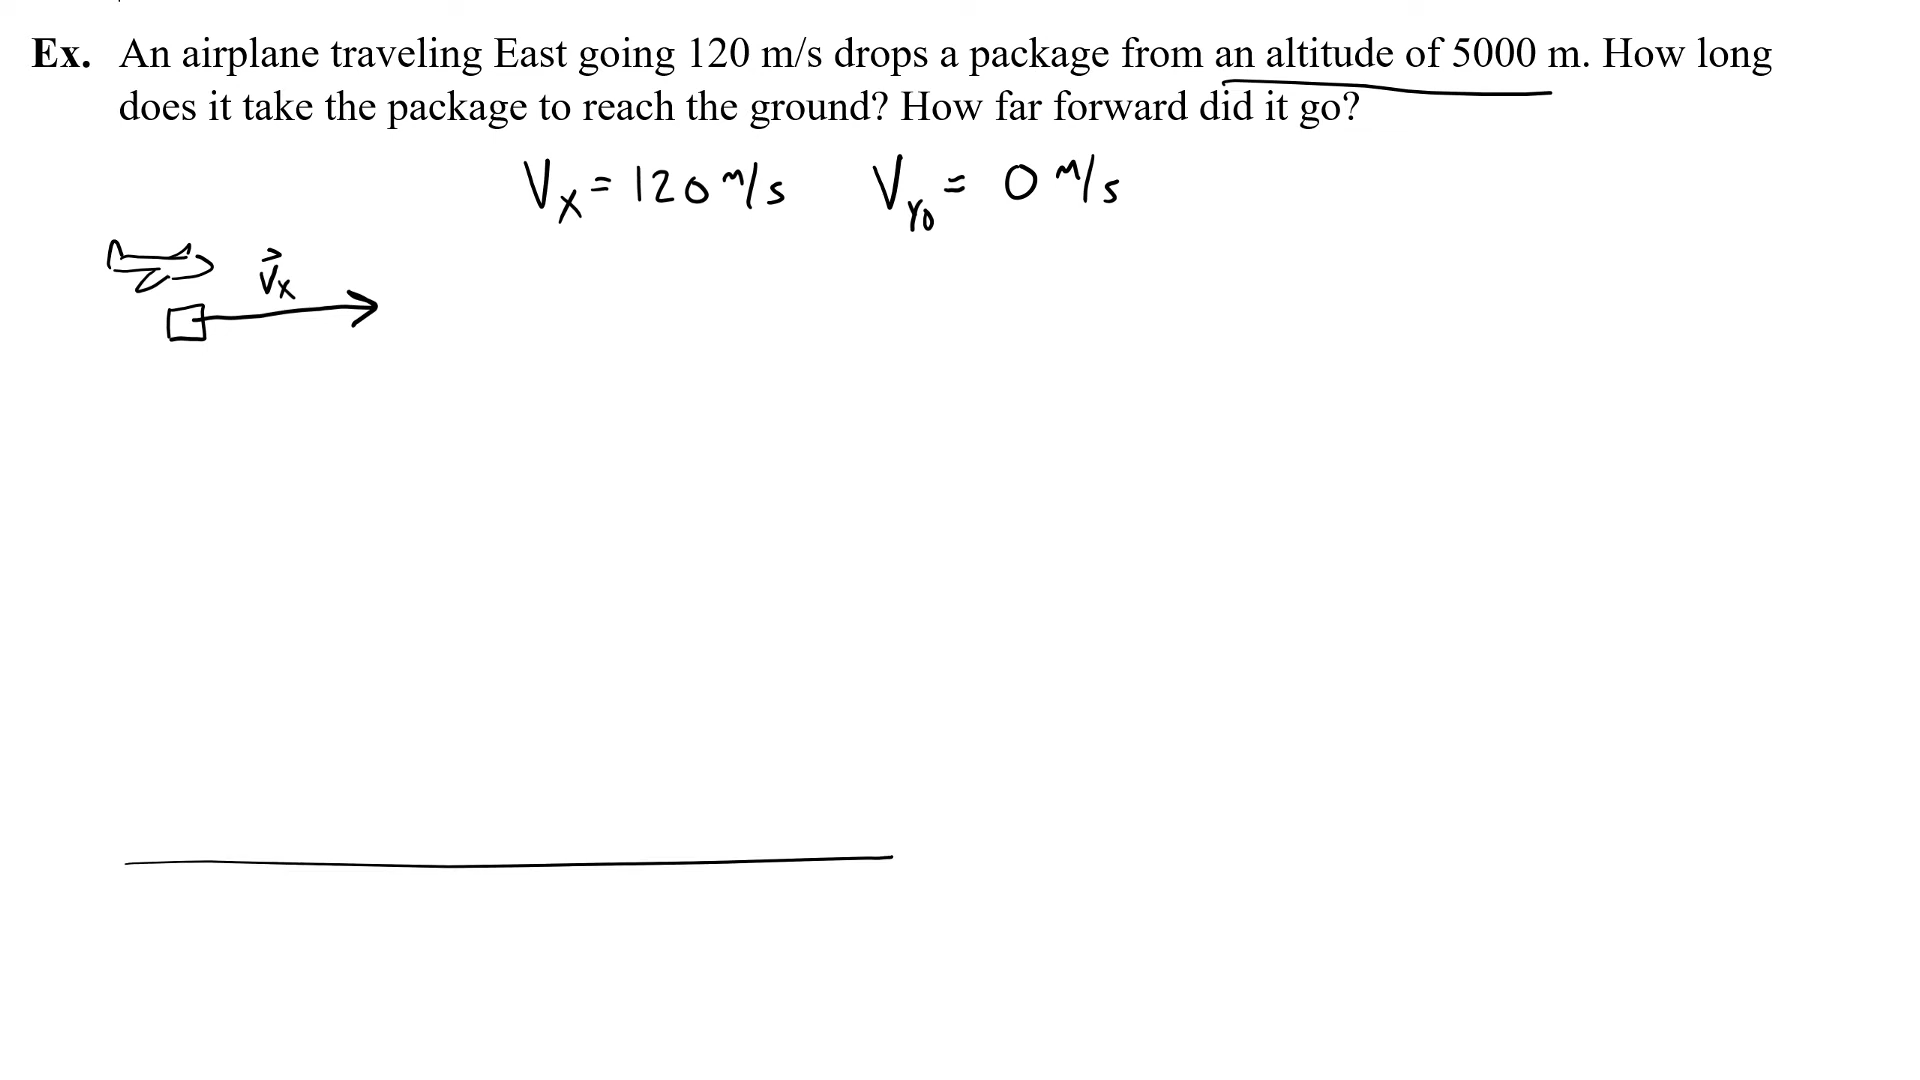 Ex. An airplane traveling East going 120 m/s drops a package from an altitude of 5000 m. How long
does it take the package to reach the ground? How far forward did it go?
Vx = 120 m/s Vy0 = 0 m/s
V⃗x